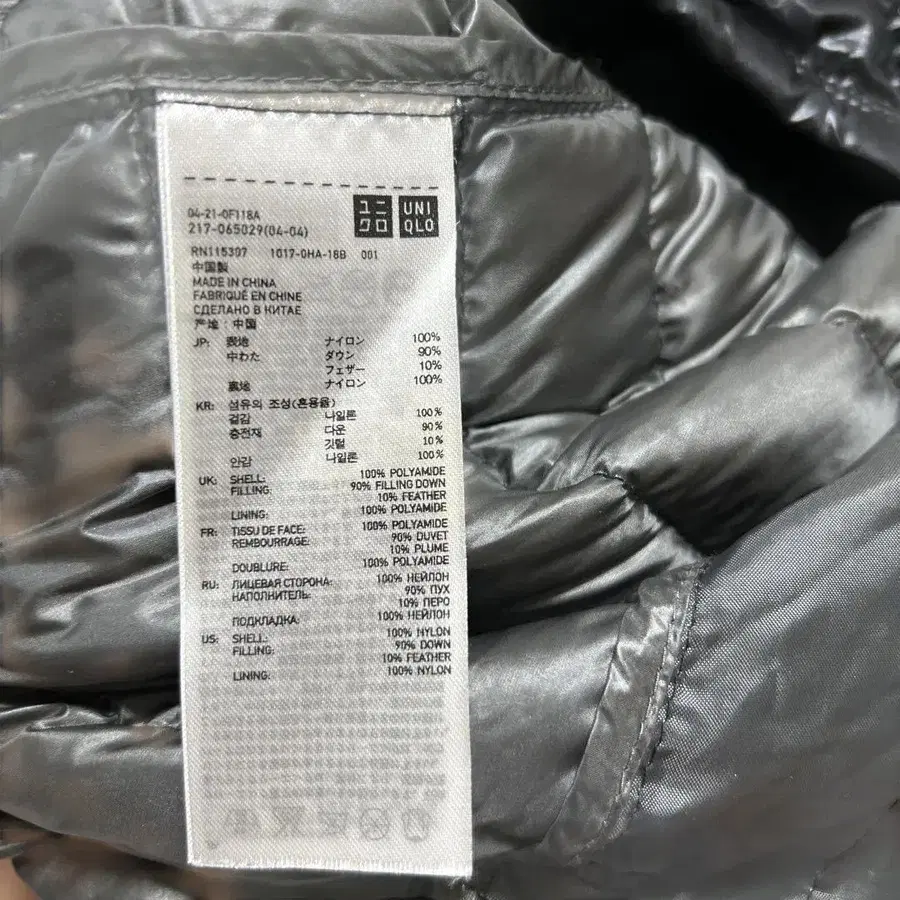 04-21-0F118A
217-065029(04-04)
ユニ
クロ
UNI
QLO
RN115307 1017-0HA-18B 001
中国製
MADE IN CHINA
FABRIQUÉ EN CHINE
СДЕЛАНО В КИТАЕ
产地：中国
JP: 表地 ナイロン 100%
中わた ダウン 90%
フェザー 10%
裏地 ナイロン 100%
KR: 섬유의 조성(혼용율)
겉감 나일론 100%
충전재 다운 90%
깃털 10%
안감 나일론 100%
UK: SHELL: 100% POLYAMIDE
FILLING: 90% FILLING DOWN
10% FEATHER
LINING: 100% POLYAMIDE
FR: TISSU DE FACE: 100% POLYAMIDE
REMBOURRAGE: 90% DUVET
10% PLUME
DOUBLURE: 100% POLYAMIDE
RU: ЛИЦЕВАЯ СТОРОНА: 100% НЕЙЛОН
НАПОЛНИТЕЛЬ: 90% ПУХ
10% ПЕРО
ПОДКЛАДКА: 100% НЕЙЛОН
US: SHELL: 100% NYLON
FILLING: 90% DOWN
10% FEATHER
LINING: 100% NYLON